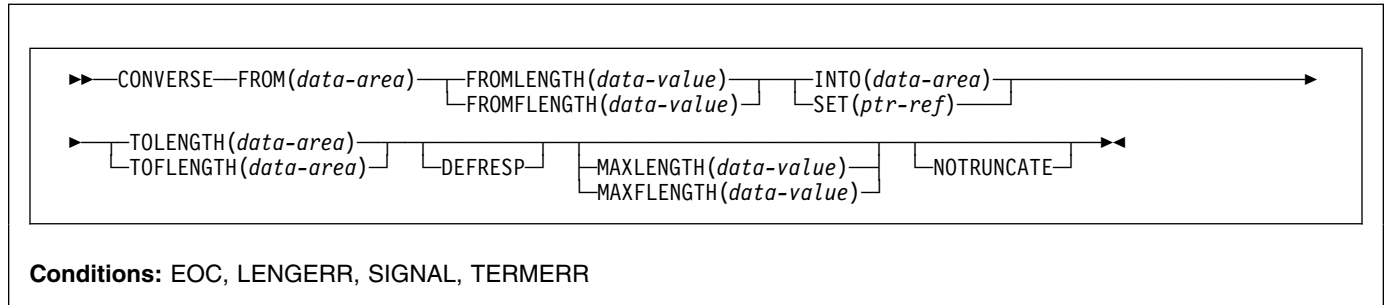 ►►──CONVERSE──FROM(data-area)──FROMLENGTH(data-value)──INTO(data-area)──►
FROMFLENGTH(data-value) SET(ptr-ref)
►──TOLENGTH(data-area)──►◄
TOFLENGTH(data-area) DEFRESP MAXLENGTH(data-value) NOTRUNCATE
MAXFLENGTH(data-value)
Conditions: EOC, LENGERR, SIGNAL, TERMERR